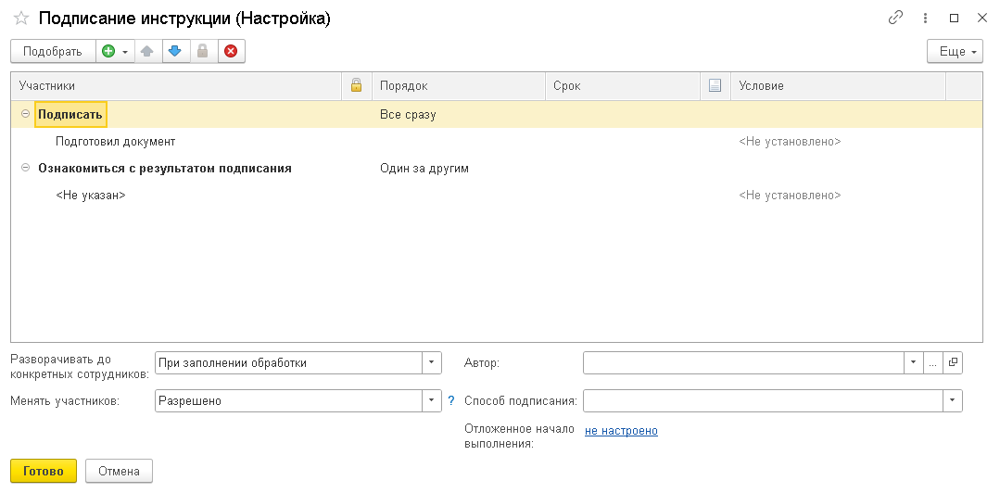 Подписание инструкции (Настройка)
Подобрать
Еще
Участники Порядок Срок Условие
Подписать Все сразу
Подготовил документ <Не установлено>
Ознакомиться с результатом подписания Один за другим
<Не указан> <Не установлено>
Разворачивать до
конкретных сотрудников: При заполнении обработки Автор: ...
Менять участников: Разрешено ? Способ подписания:
Отложенное начало
выполнения: не настроено
Готово Отмена